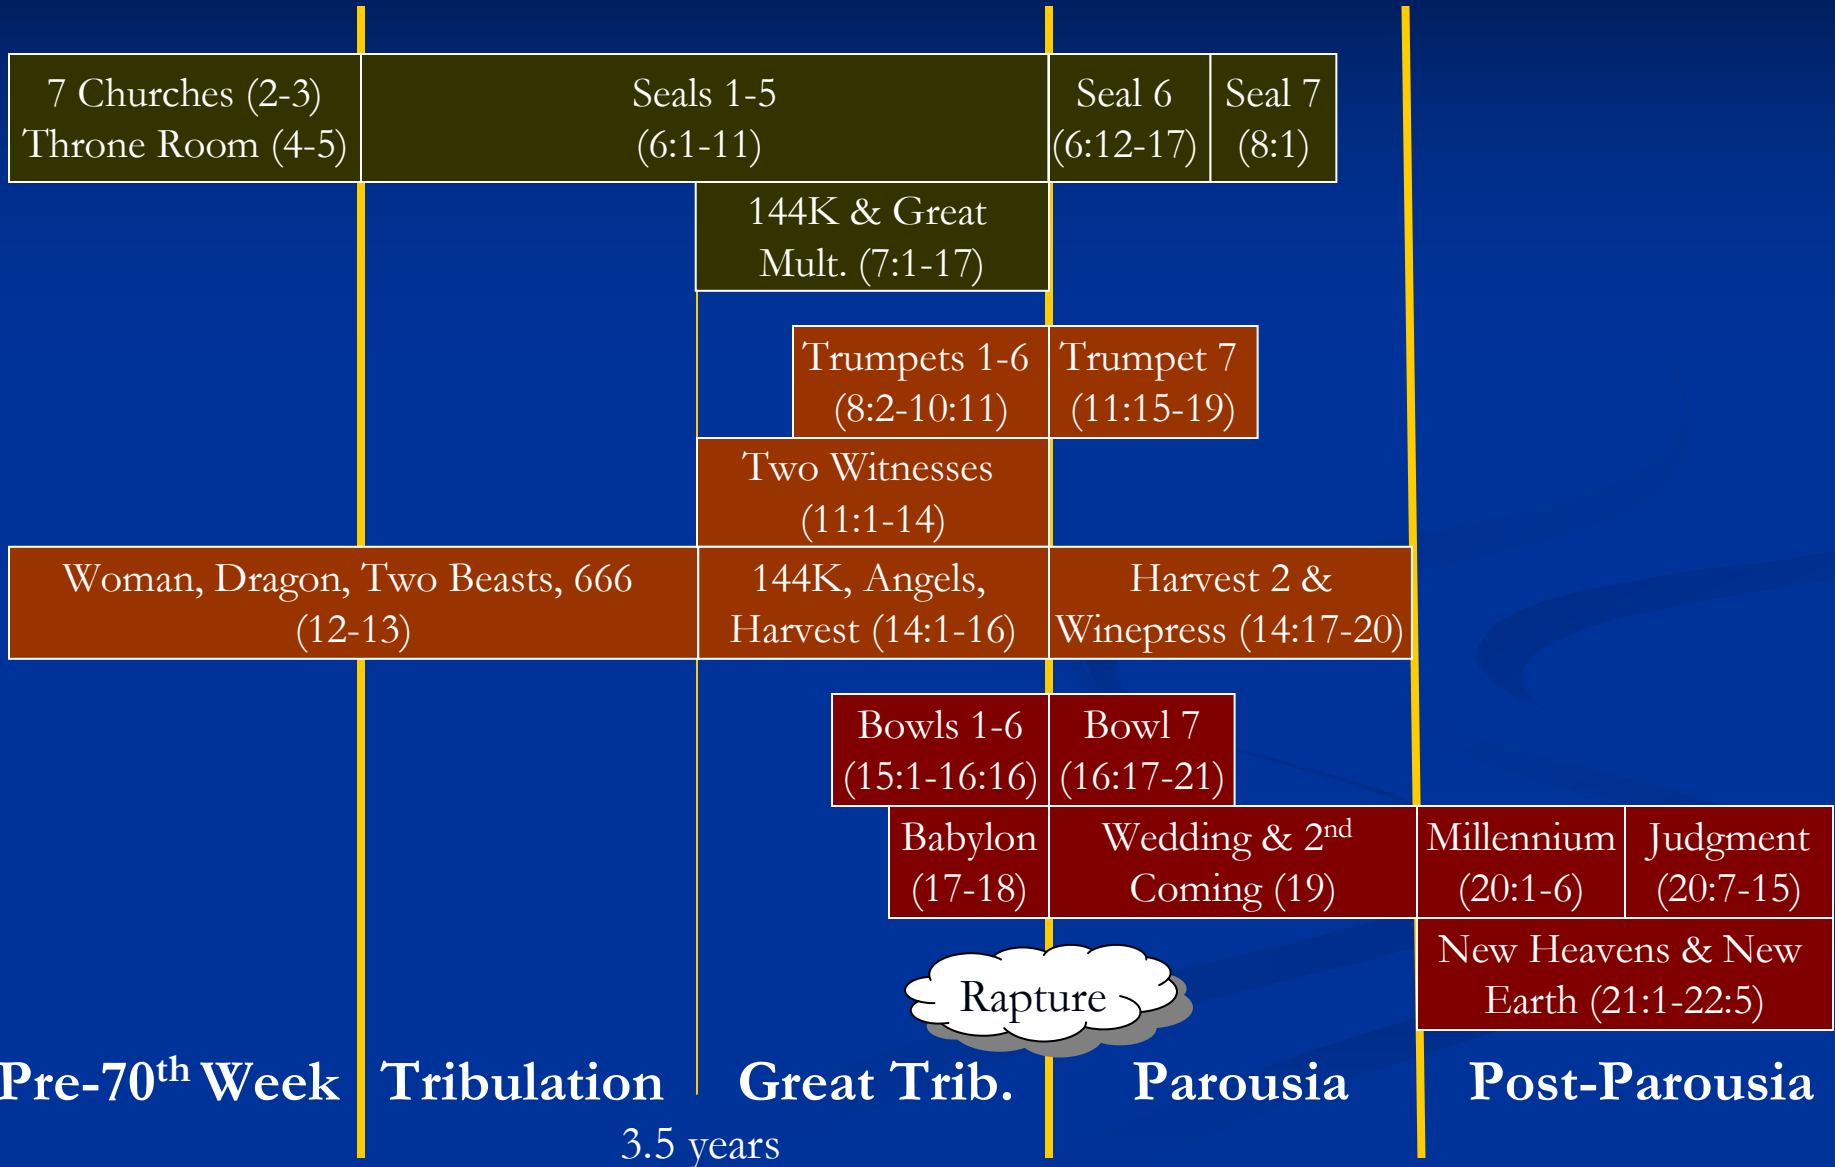 7 Churches (2-3)
Throne Room (4-5)
Seals 1-5
(6:1-11)
Seal 6
(6:12-17)
Seal 7
(8:1)
144K & Great
Mult. (7:1-17)
Trumpets 1-6
(8:2-10:11)
Trumpet 7
(11:15-19)
Two Witnesses
(11:1-14)
Woman, Dragon, Two Beasts, 666
(12-13)
144K, Angels,
Harvest (14:1-16)
Harvest 2 &
Winepress (14:17-20)
Bowls 1-6
(15:1-16:16)
Bowl 7
(16:17-21)
Babylon
(17-18)
Wedding & 2nd
Coming (19)
Millennium
(20:1-6)
Judgment
(20:7-15)
New Heavens & New
Earth (21:1-22:5)
Rapture
Pre-70th Week
Tribulation
Great Trib.
Parousia
Post-Parousia
3.5 years